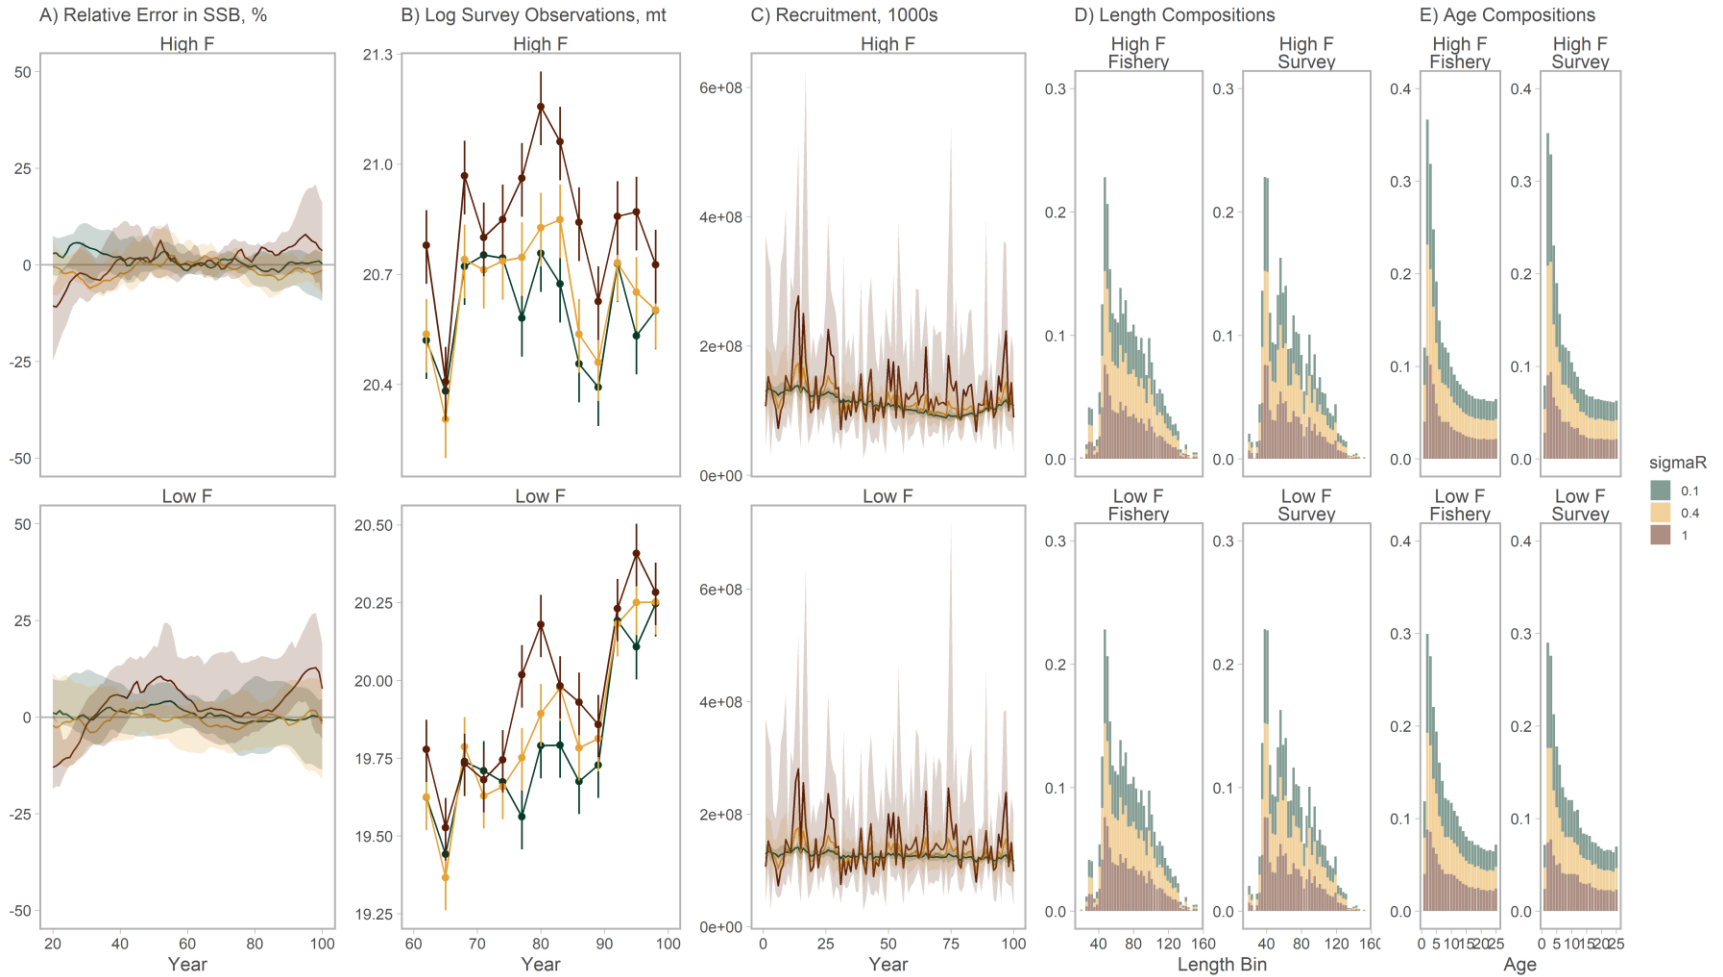 A) Relative Error in SSB, %
B) Log Survey Observations, mt
C) Recruitment, 1000s
D) Length Compositions
E) Age Compositions
High F
High F
High F
High F
Fishery
High F
Survey
High F
Fishery
High F
Survey
50
25
0
-25
-50
21.3
21.0
20.7
20.4
6e+08
4e+08
2e+08
0e+00
0.3
0.2
0.1
0.0
0.3
0.2
0.1
0.0
0.4
0.3
0.2
0.1
0.0
0.4
0.3
0.2
0.1
0.0
sigmaR
0.1
0.4
1
Low F
Low F
Low F
Low F
Fishery
Low F
Survey
Low F
Fishery
Low F
Survey
50
25
0
-25
-50
20.50
20.25
20.00
19.75
19.50
19.25
6e+08
4e+08
2e+08
0e+00
0.3
0.2
0.1
0.0
0.3
0.2
0.1
0.0
0.4
0.3
0.2
0.1
0.0
0.4
0.3
0.2
0.1
0.0
20 40 60 80 100
60 70 80 90 100
0 25 50 75 100
40 80 120 160
40 80 120 160
0 5 10 15 20 25
0 5 10 15 20 25
Year
Year
Year
Length Bin
Age